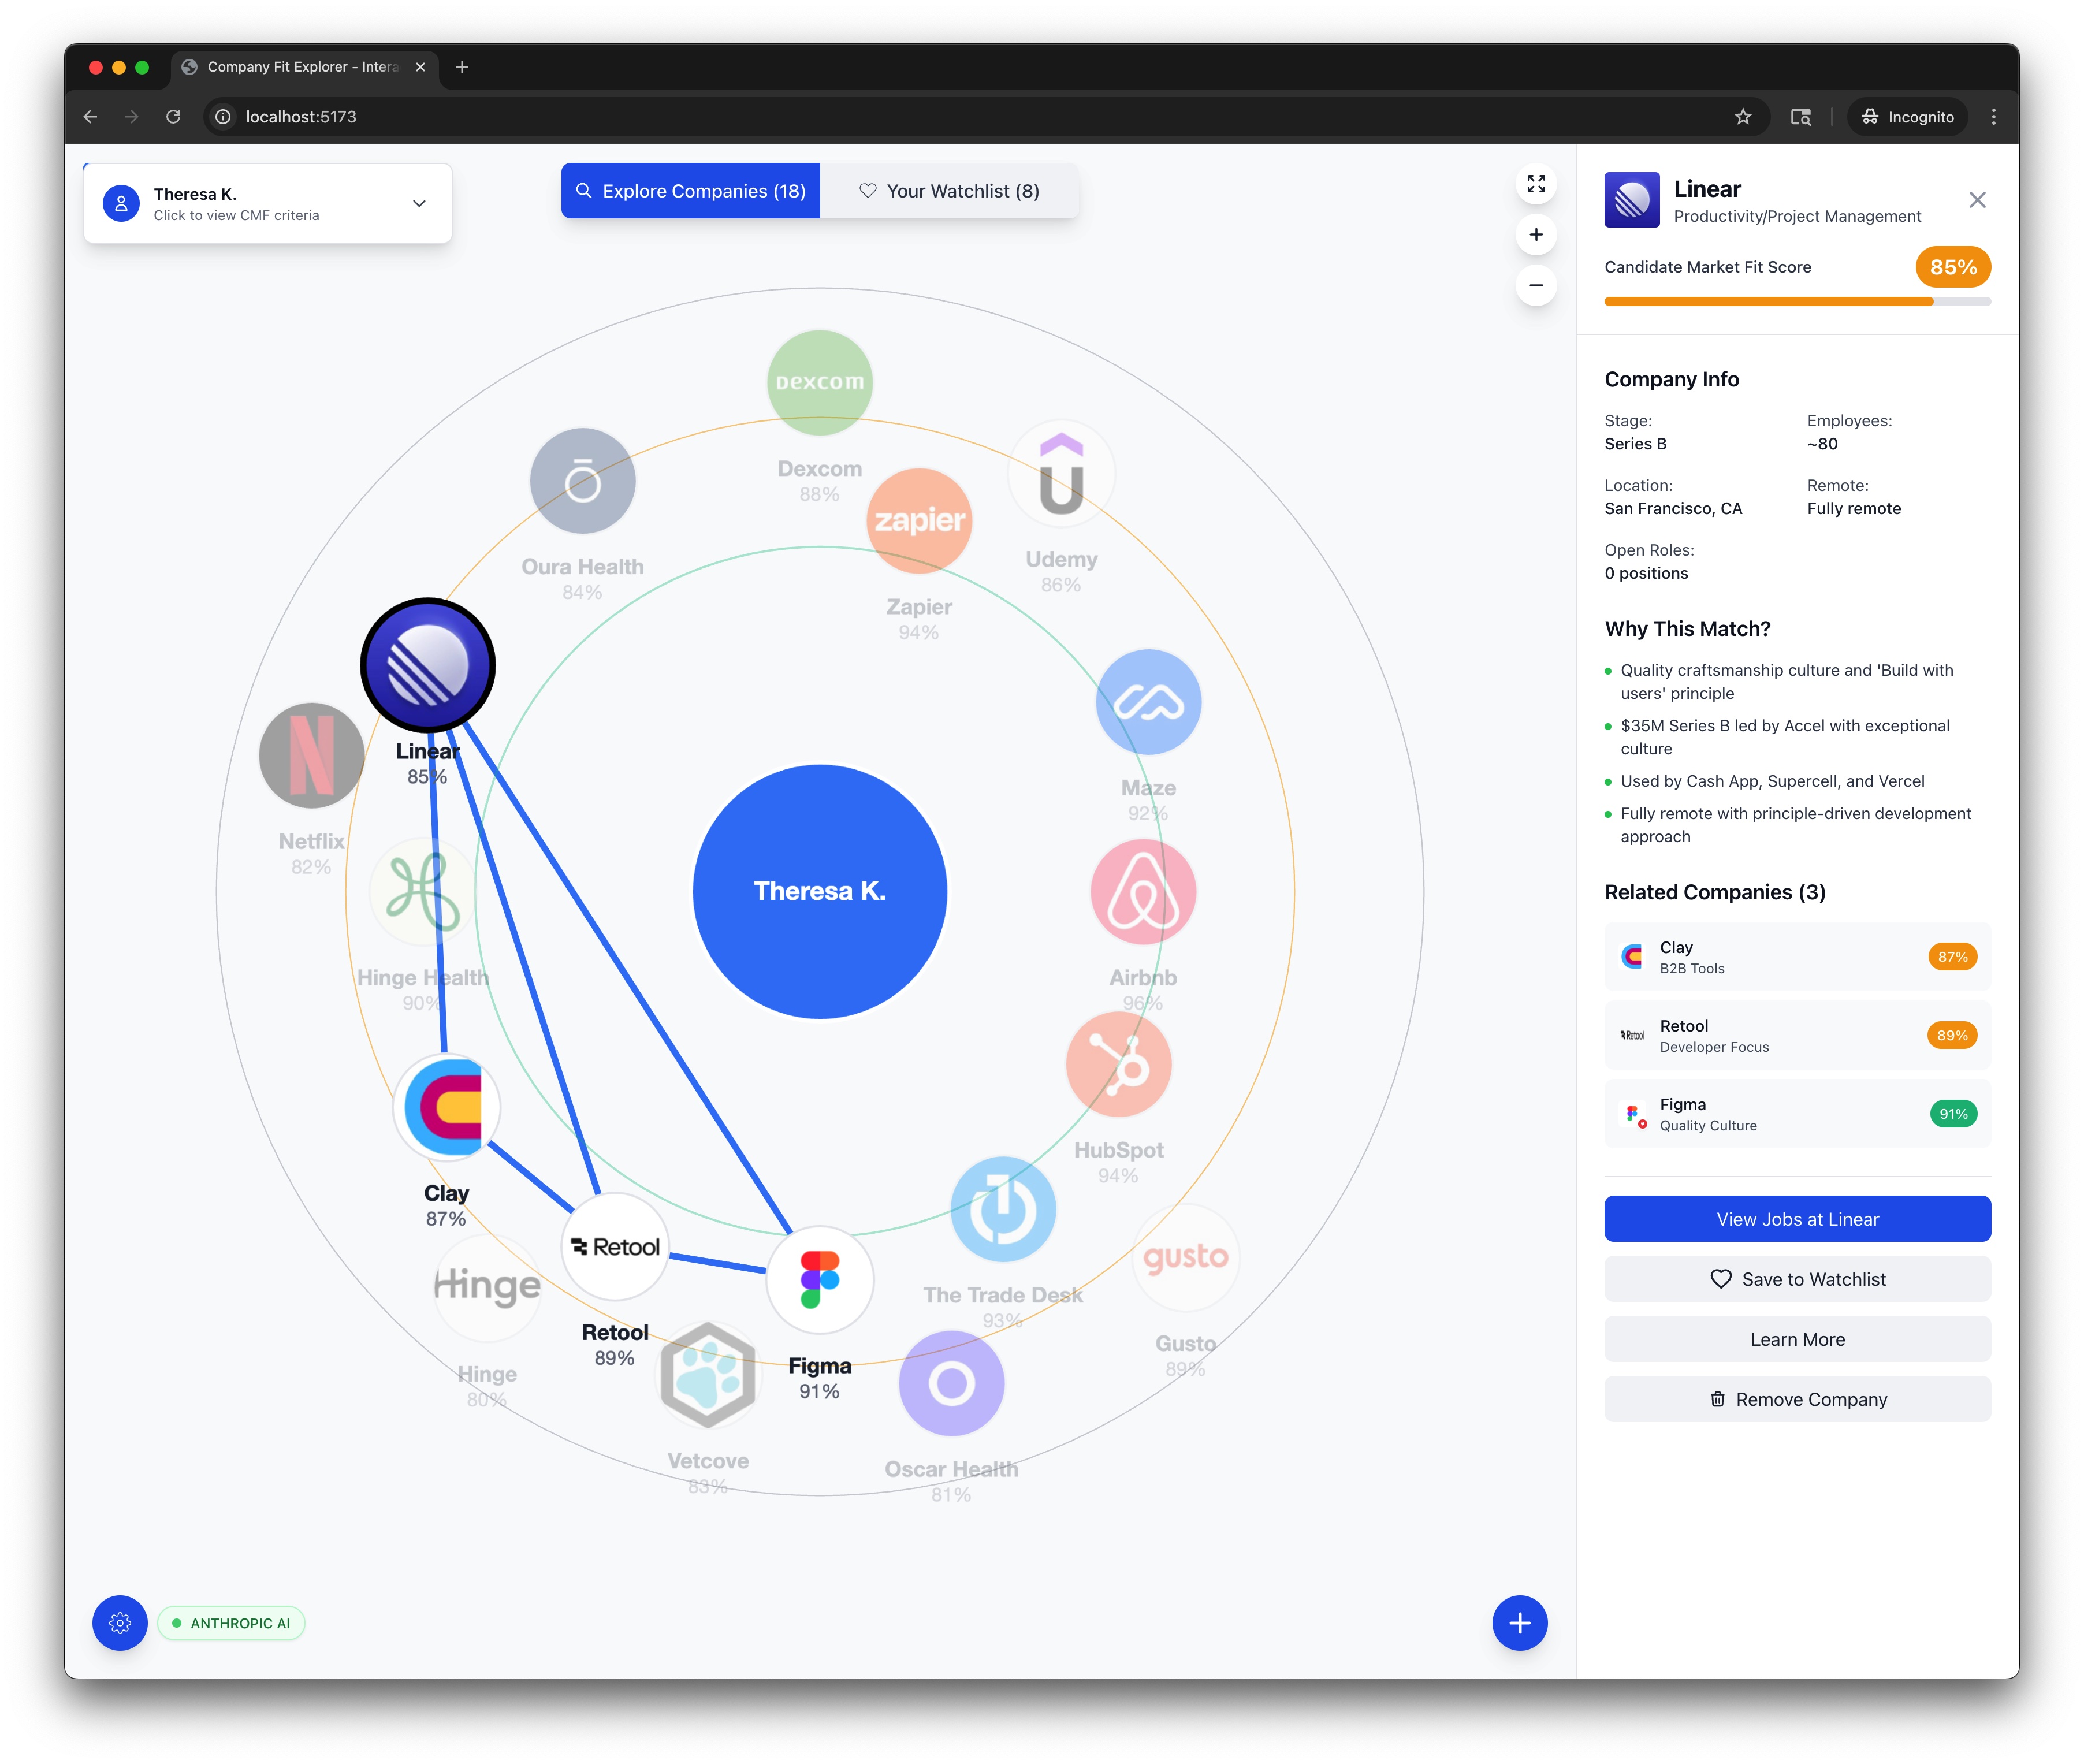 Company Fit Explorer - Intera
localhost:5173
Incognito
Theresa K.
Click to view CMF criteria
Explore Companies (18)
Your Watchlist (8)
Dexcom
Dexcom
88%
Oura Health
84%
zapier
Zapier
94%
Udemy
86%
Linear
85%
Netflix
82%
Maze
92%
Theresa K.
Hinge Health
90%
Airbnb
96%
HubSpot
94%
Clay
87%
Retool
Retool
89%
Hinge
Hinge
80%
Figma
91%
The Trade Desk
93%
gusto
Gusto
89%
Vetcove
83%
Oscar Health
81%
ANTHROPIC AI
Linear
Productivity/Project Management
Candidate Market Fit Score
85%
Company Info
Stage:
Series B
Employees:
~80
Location:
San Francisco, CA
Remote:
Fully remote
Open Roles:
0 positions
Why This Match?
Quality craftsmanship culture and 'Build with
users' principle
$35M Series B led by Accel with exceptional
culture
Used by Cash App, Supercell, and Vercel
Fully remote with principle-driven development
approach
Related Companies (3)
Clay
B2B Tools
87%
Retool
Retool
Developer Focus
89%
Figma
Quality Culture
91%
View Jobs at Linear
Save to Watchlist
Learn More
Remove Company